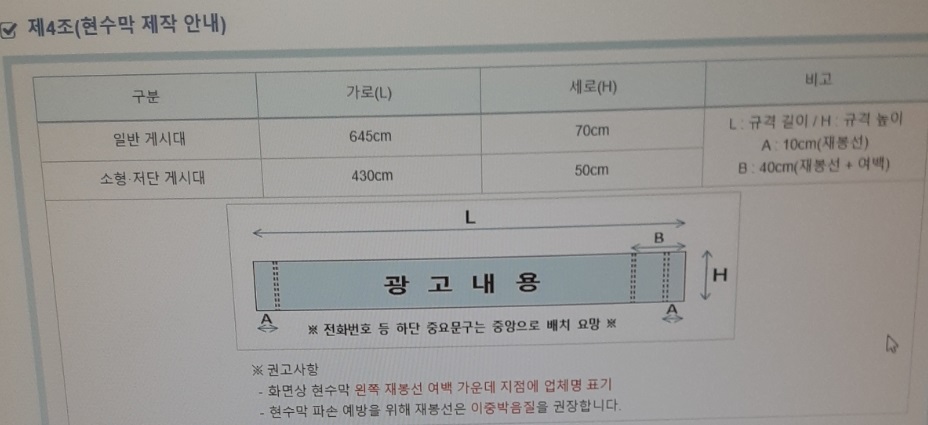 제4조(현수막 제작 안내)
구분 가로(L) 세로(H) 비고
일반 게시대 645cm 70cm
소형·저단 게시대 430cm 50cm
L : 규격 길이 / H : 규격 높이
A : 10cm(재봉선)
B : 40cm(재봉선 + 여백)
L
B
광 고 내 용
H
A A
※ 전화번호 등 하단 중요문구는 중앙으로 배치 요망 ※
※ 권고사항
- 화면상 현수막 왼쪽 재봉선 여백 가운데 지점에 업체명 표기
- 현수막 파손 예방을 위해 재봉선은 이중박음질을 권장합니다.